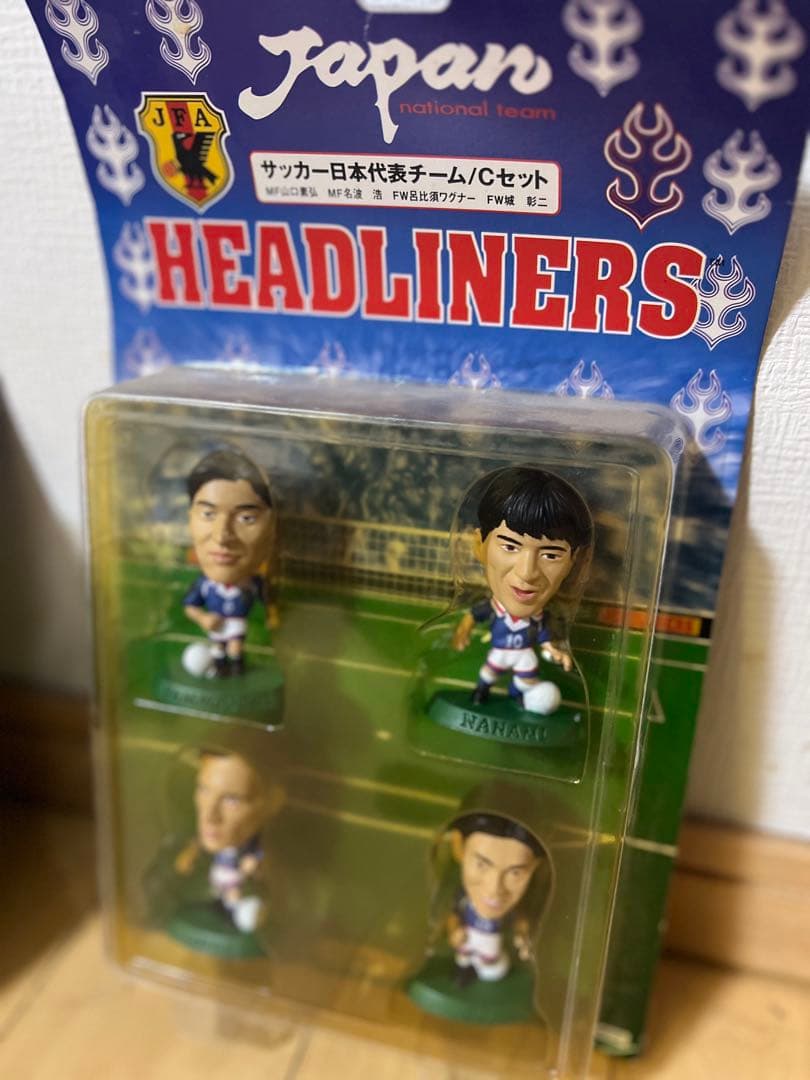 Japan
national team
JFA
サッカー日本代表チーム/Cセット
MF山口素弘 MF名波 浩 FW呂比須ワグナー FW城 彰二
HEADLINERS
10
NANAMI